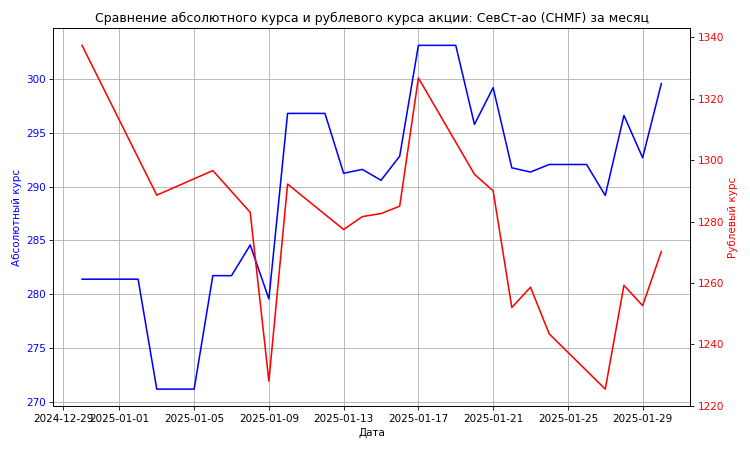 Сравнение абсолютного курса и рублевого курса акции: СевСт-ао (CHMF) за месяц
Абсолютный курс
300
295
290
285
280
275
270
1340
1320
1300
1280
1260
1240
1220
Рублевый курс
2024-12-29 2025-01-01 2025-01-05 2025-01-09 2025-01-13 2025-01-17 2025-01-21 2025-01-25 2025-01-29
Дата